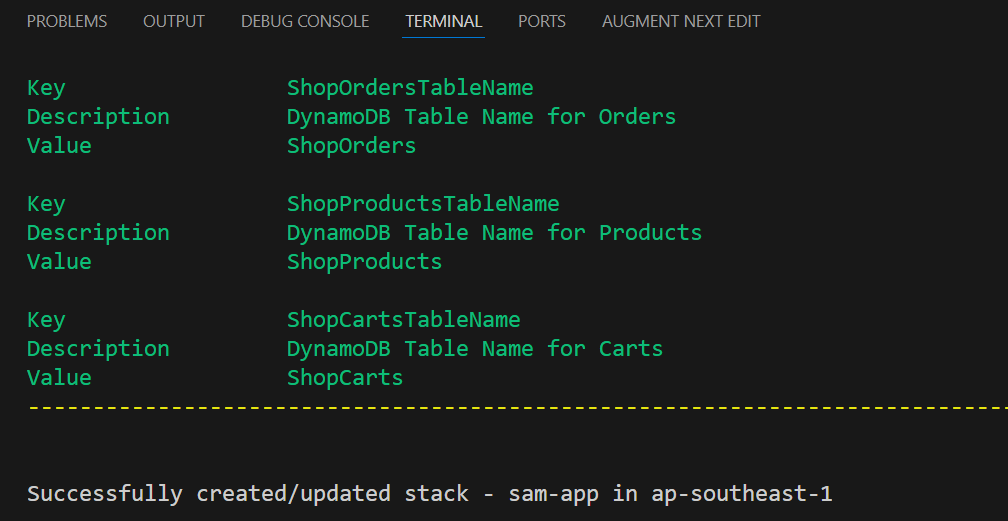 PROBLEMS OUTPUT DEBUG CONSOLE TERMINAL PORTS AUGMENT NEXT EDIT
Key ShopOrdersTableName
Description DynamoDB Table Name for Orders
Value ShopOrders
Key ShopProductsTableName
Description DynamoDB Table Name for Products
Value ShopProducts
Key ShopCartsTableName
Description DynamoDB Table Name for Carts
Value ShopCarts
--------------------------------------------------------------------------------
Successfully created/updated stack - sam-app in ap-southeast-1